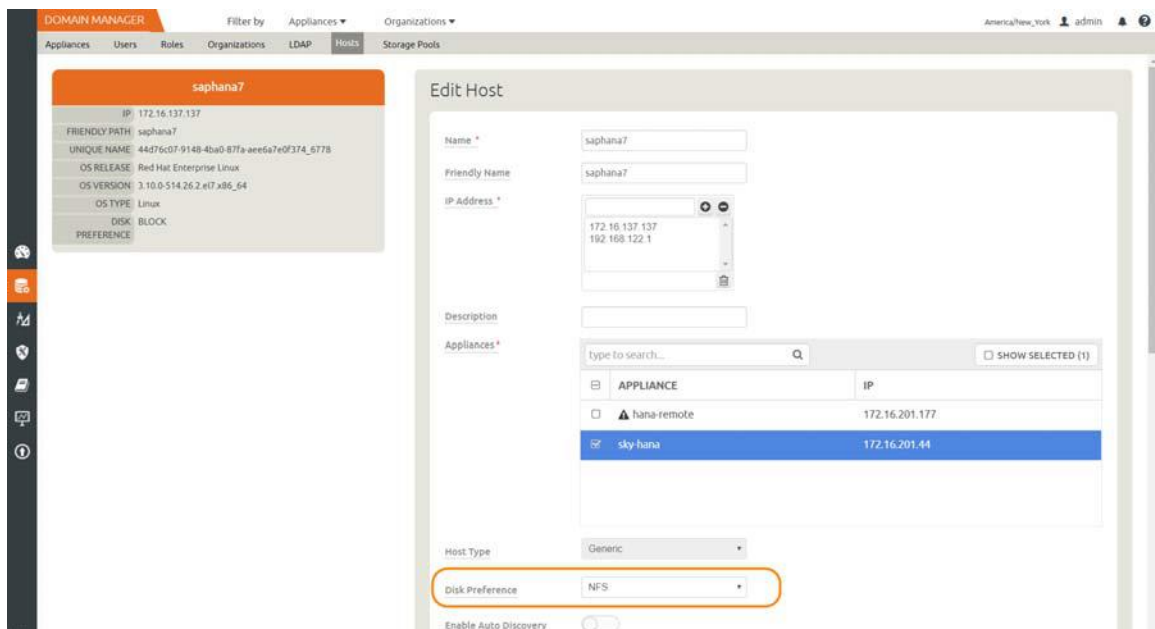 DOMAIN MANAGER Filter by Appliances ▾ Organizations ▾ America/New_York admin
Appliances Users Roles Organizations LDAP Hosts Storage Pools
saphana7
IP 172.16.137.137
FRIENDLY PATH saphana7
UNIQUE NAME 44d76c07-9148-4ba0-87fa-aee6a7e0f374_6778
OS RELEASE Red Hat Enterprise Linux
OS VERSION 3.10.0-514.26.2.el7.x86_64
OS TYPE Linux
DISK PREFERENCE BLOCK
Edit Host
Name * saphana7
Friendly Name saphana7
IP Address *
172.16.137.137
192.168.122.1
Description
Appliances * type to search... SHOW SELECTED (1)
APPLIANCE IP
hana-remote 172.16.201.177
sky-hana 172.16.201.44
Host Type Generic
Disk Preference NFS
Enable Auto Discovery